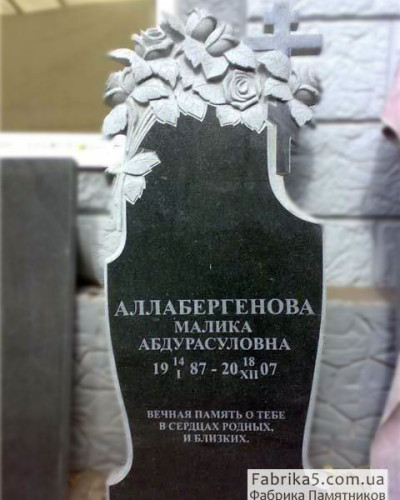 АЛЛАБЕРГЕНОВА
МАЛИКА
АБДУРАСУЛОВНА
19 14/I 87 - 20 18/XII 07
ВЕЧНАЯ ПАМЯТЬ О ТЕБЕ
В СЕРДЦАХ РОДНЫХ,
И БЛИЗКИХ.
Fabrika5.com.ua
Фабрика Памятников